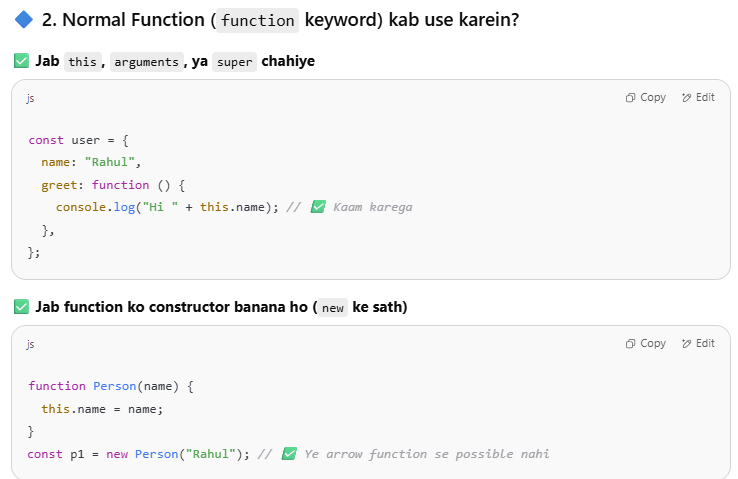 🔷 2. Normal Function (function keyword) kab use karein?
✅ Jab this, arguments, ya super chahiye
js Copy Edit
const user = {
  name: "Rahul",
  greet: function () {
    console.log("Hi " + this.name); // ✅ Kaam karega
  },
};
✅ Jab function ko constructor banana ho (new ke sath)
js Copy Edit
function Person(name) {
  this.name = name;
}
const p1 = new Person("Rahul"); // ✅ Ye arrow function se possible nahi